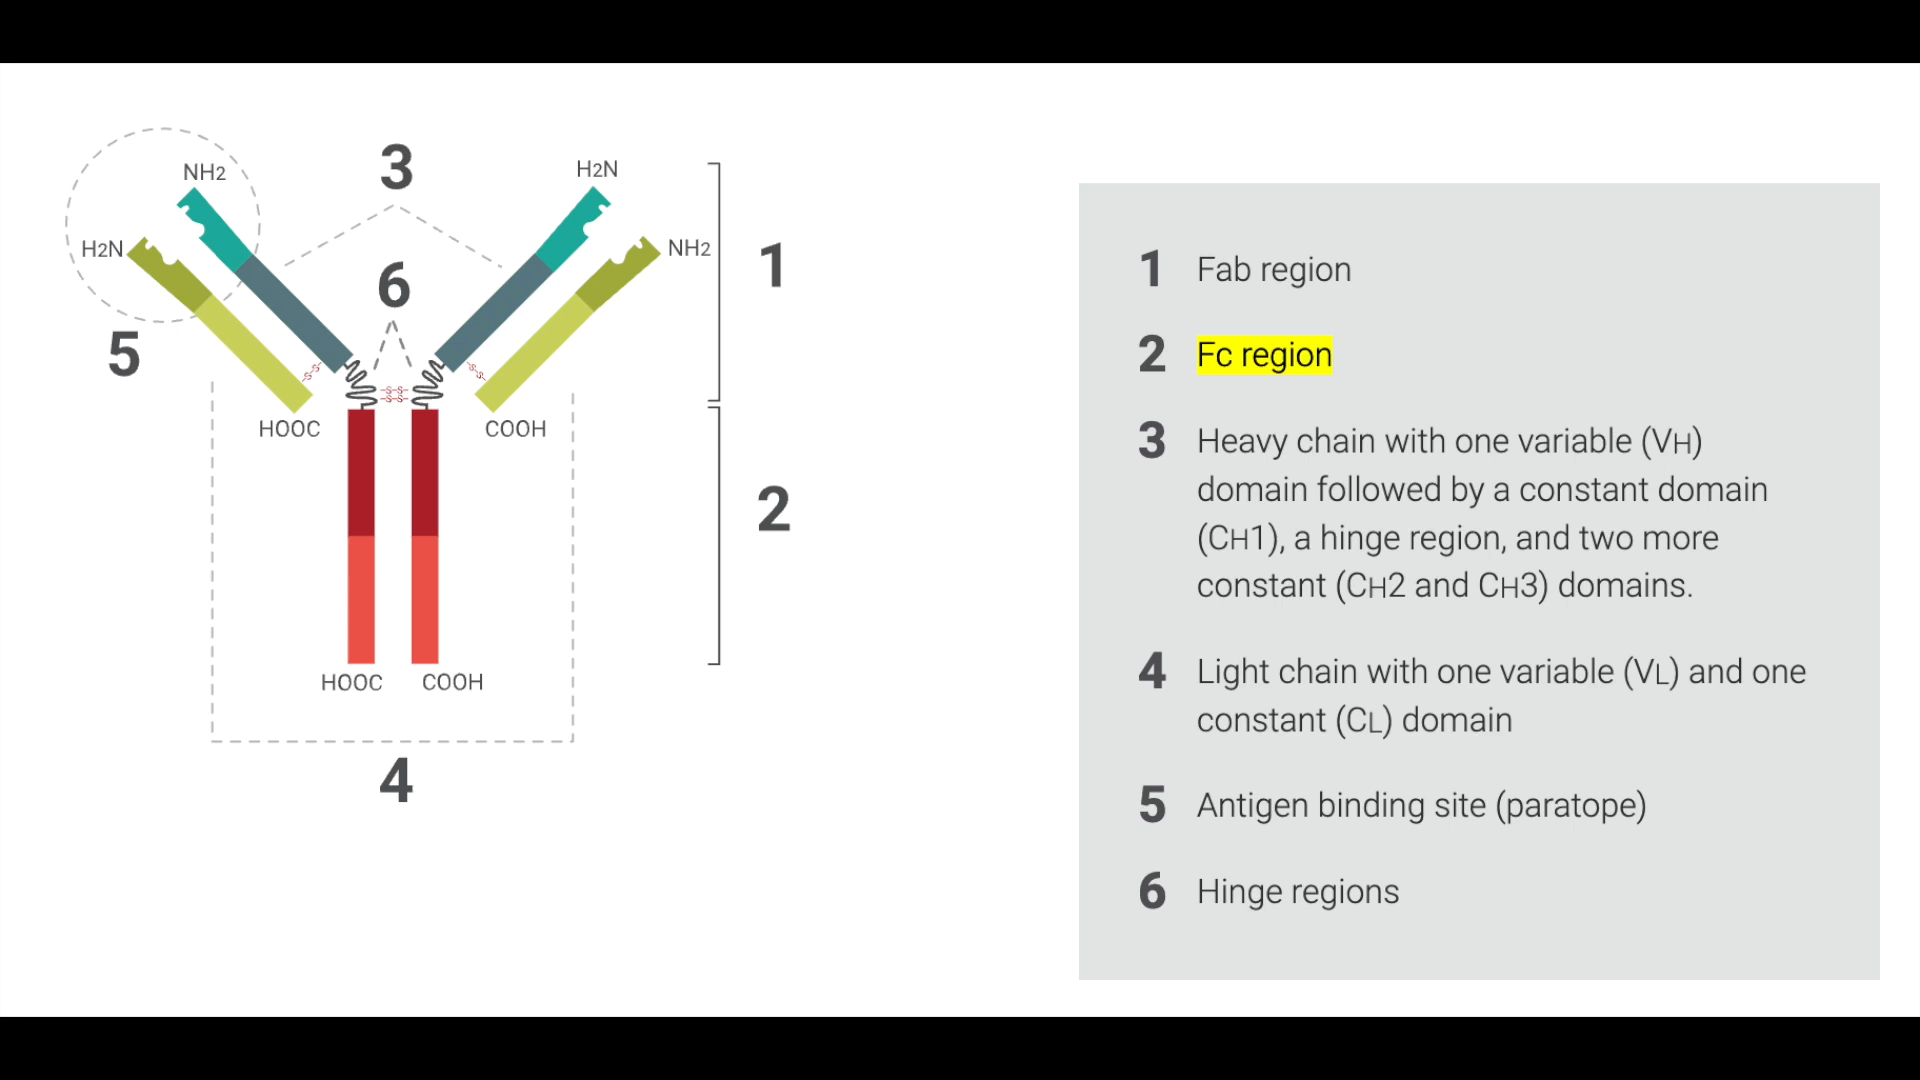 NH2
3
H2N
H2N
NH2
1
6
5
HOOC
COOH
S-S
S-S
S-S
S-S
2
HOOC
COOH
4
1 Fab region
2 Fc region
3 Heavy chain with one variable (VH)
domain followed by a constant domain
(CH1), a hinge region, and two more
constant (CH2 and CH3) domains.
4 Light chain with one variable (VL) and one
constant (CL) domain
5 Antigen binding site (paratope)
6 Hinge regions